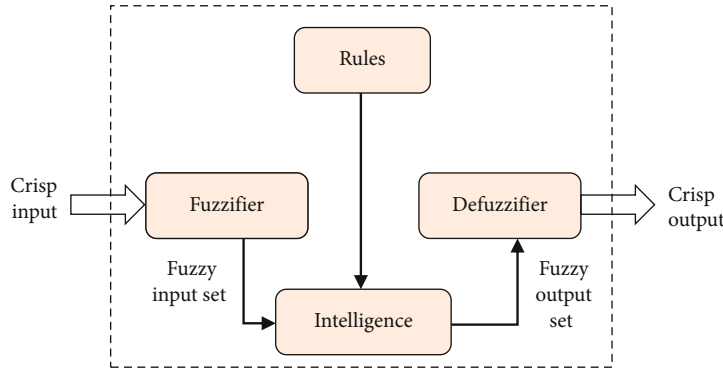 Rules
Crisp
input
Fuzzifier
Defuzzifier
Crisp
output
Fuzzy
input set
Intelligence
Fuzzy
output
set